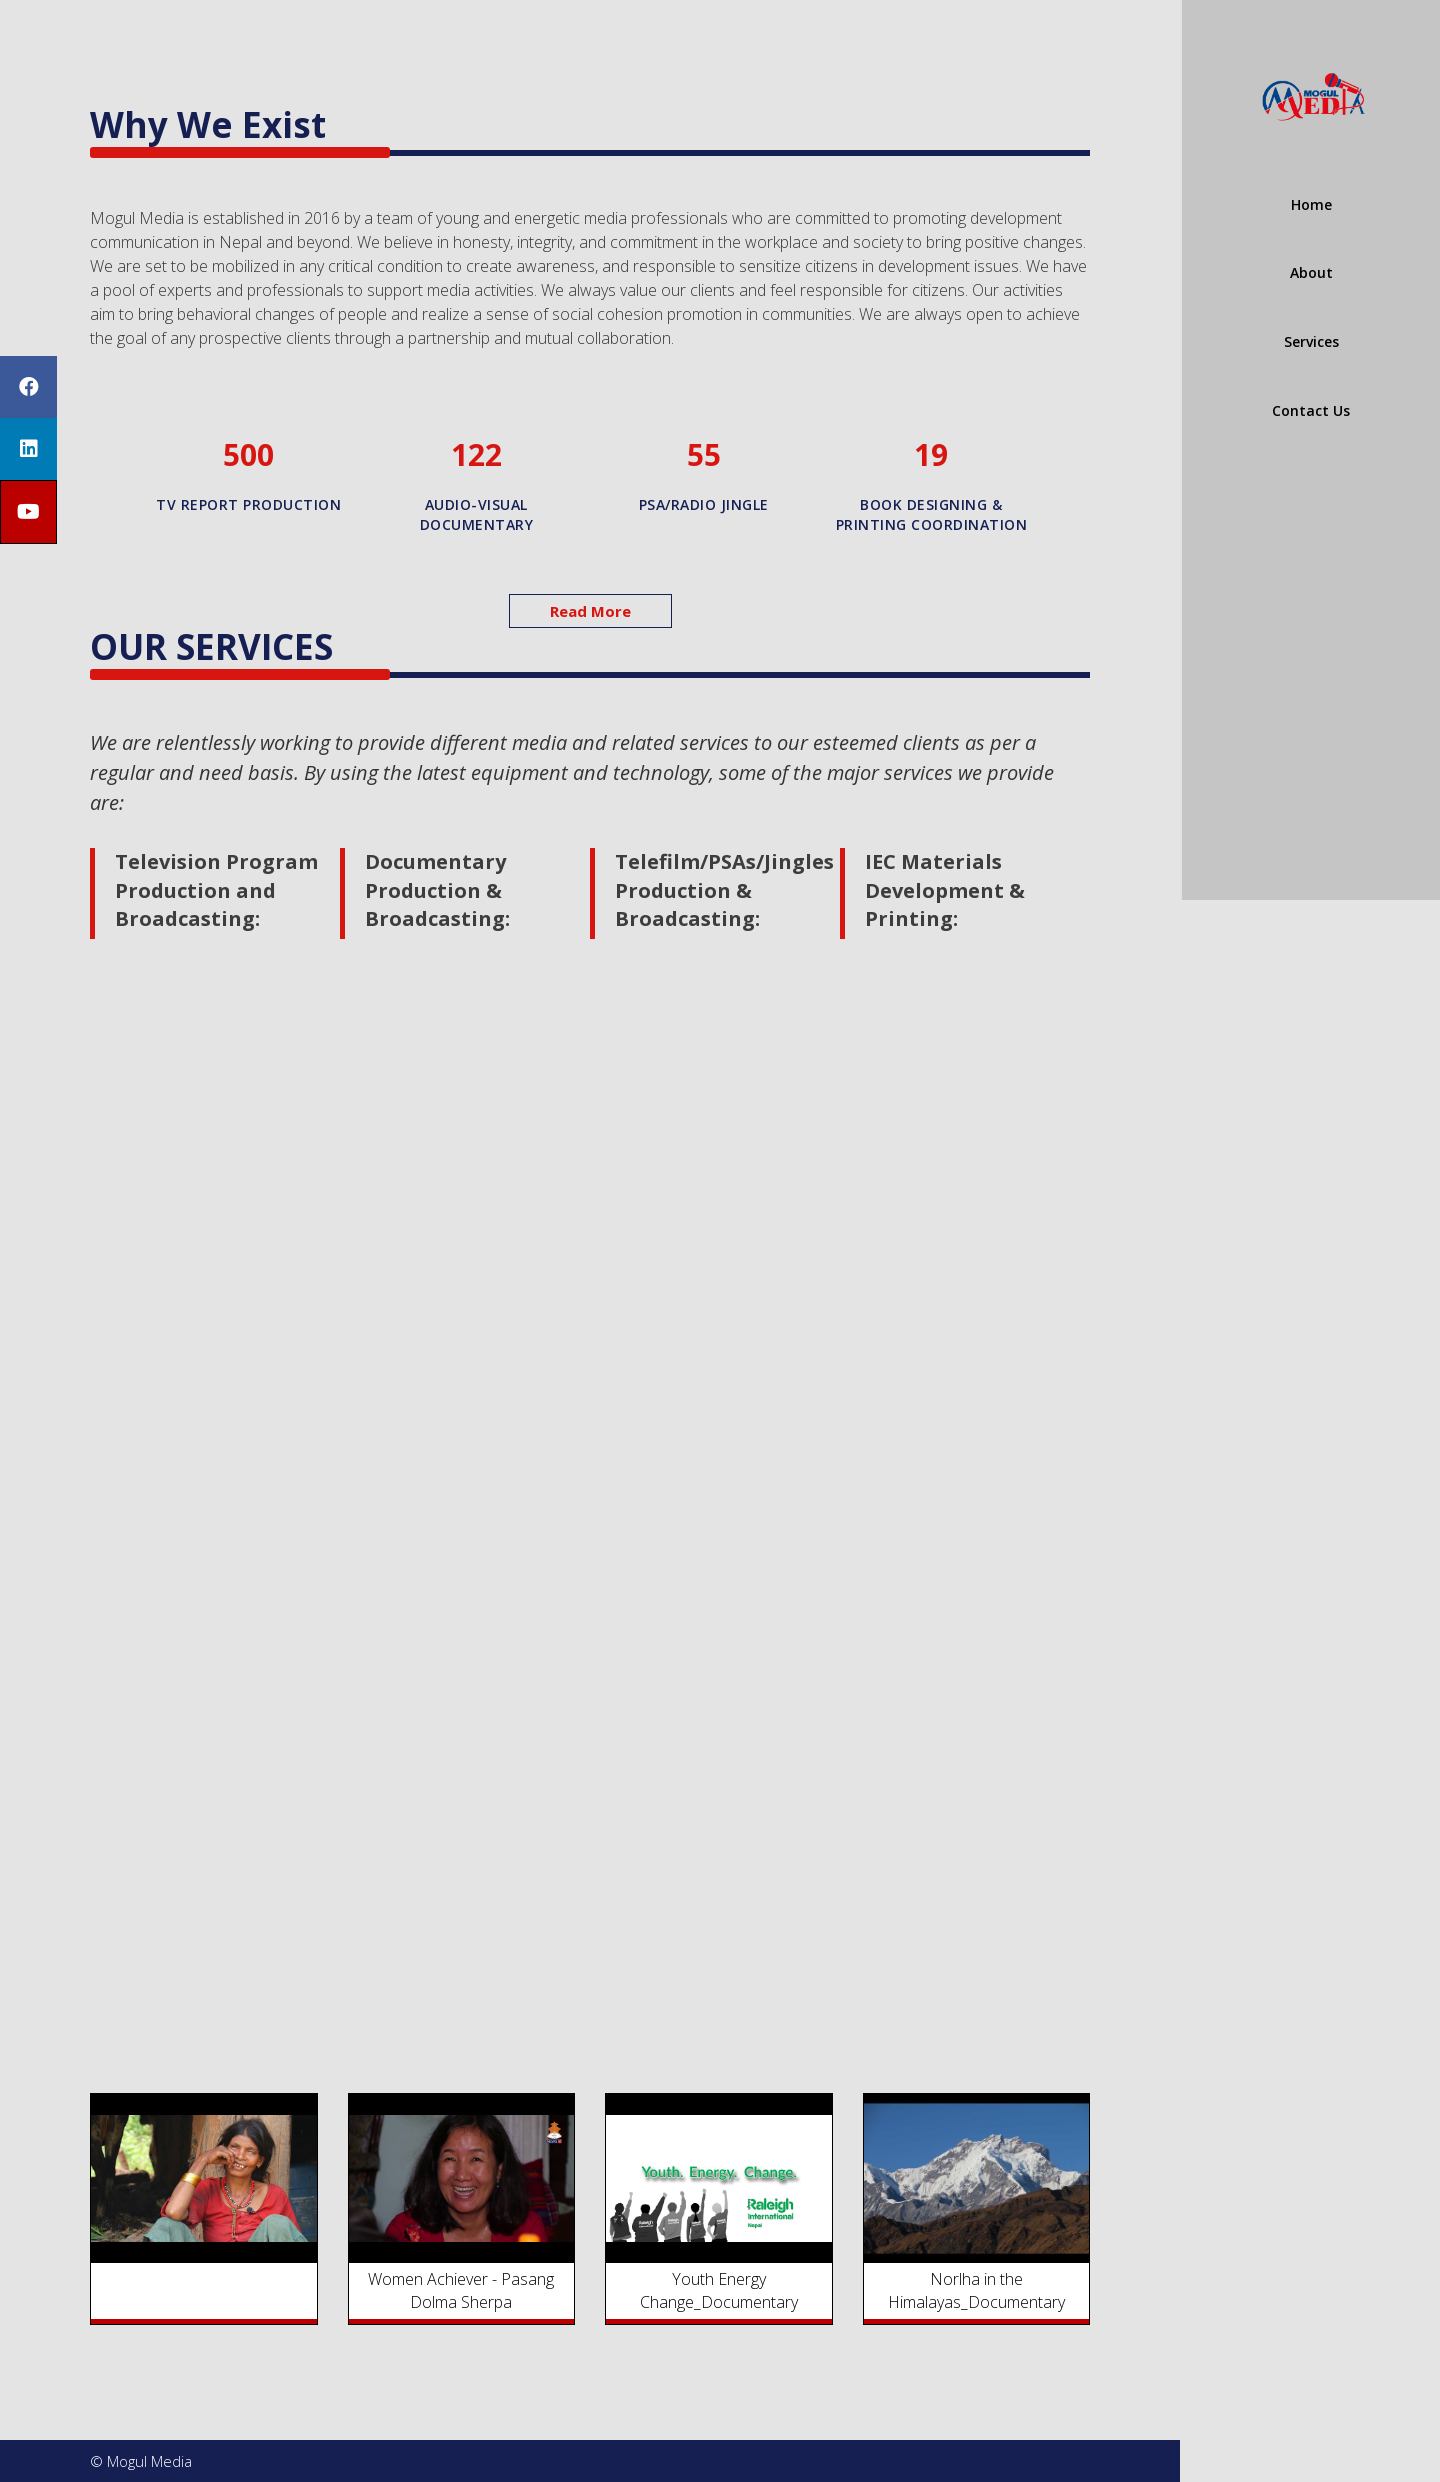 Why We Exist
Mogul Media is established in 2016 by a team of young and energetic media professionals who are committed to promoting development
communication in Nepal and beyond. We believe in honesty, integrity, and commitment in the workplace and society to bring positive changes.
We are set to be mobilized in any critical condition to create awareness, and responsible to sensitize citizens in development issues. We have
a pool of experts and professionals to support media activities. We always value our clients and feel responsible for citizens. Our activities
aim to bring behavioral changes of people and realize a sense of social cohesion promotion in communities. We are always open to achieve
the goal of any prospective clients through a partnership and mutual collaboration.
500
TV REPORT PRODUCTION
122
AUDIO-VISUAL
DOCUMENTARY
55
PSA/RADIO JINGLE
19
BOOK DESIGNING &
PRINTING COORDINATION
Read More
OUR SERVICES
We are relentlessly working to provide different media and related services to our esteemed clients as per a
regular and need basis. By using the latest equipment and technology, some of the major services we provide
are:
Television Program
Production and
Broadcasting:
Documentary
Production &
Broadcasting:
Telefilm/PSAs/Jingles
Production &
Broadcasting:
IEC Materials
Development &
Printing:
Women Achiever - Pasang
Dolma Sherpa
Youth. Energy. Change.
Raleigh
International
Nepal
Youth Energy
Change_Documentary
Norlha in the
Himalayas_Documentary
© Mogul Media
MOGUL
MEDIA
Home
About
Services
Contact Us